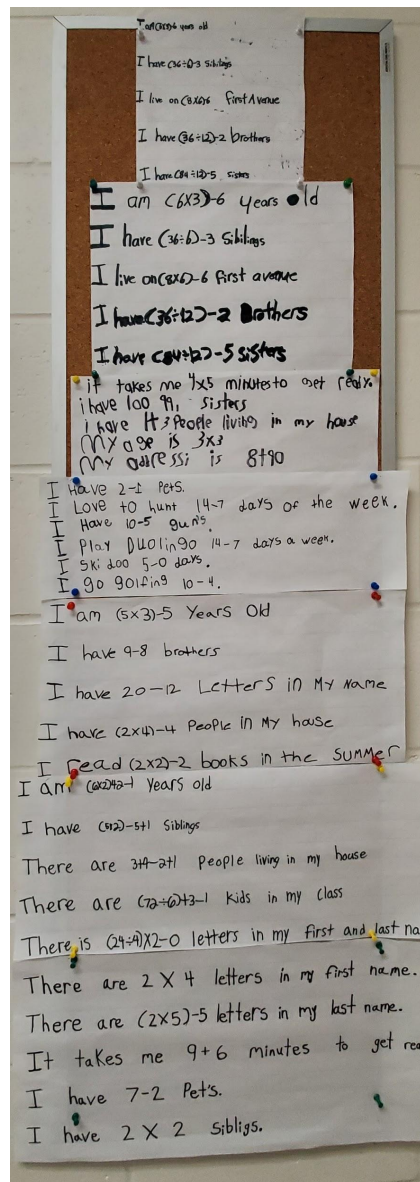 I am (6x3)-6 years old
I have (36÷6)-3 Sibilings
I live on (8x6)-6 First Avenue
I have (36÷12)-2 brothers
I have (84÷12)-5 sisters
I am (6x3)-6 years old
I have (36÷6)-3 Sibilings
I live on (8x6)-6 First avenue
I have (36÷12)-2 Brothers
I have (84÷12)-5 Sisters
it takes me 4x5 minutes to get ready.
i have 100 99, sisters
i have 1+3 People living in my house
My age is 3x3
My adressi is 8+90
I Have 2-1 Pets.
I Love to hunt 14-7 days of the week.
I Have 10-5 guns.
I Play Duolingo 14-7 days a week.
I Ski doo 5-0 days.
I go golfing 10-4.
I am (5x3)-5 Years Old
I have 9-8 brothers
I have 20-12 Letters in My Name
I have (2x4)-4 People in My house
I read (2x2)-2 books in the Summer
I am Years old
I have -5+1 Siblings
There are 3+4-2+1 People living in my house
There are (72÷6)+3-1 Kids in my class
There is (24÷4)x2-0 letters in my first and last na
There are 2 X 4 letters in my first name.
There are (2x5)-5 letters in my last name.
It takes me 9+6 minutes to get rea
I have 7-2 Pet's.
I have 2 X 2 Sibligs.